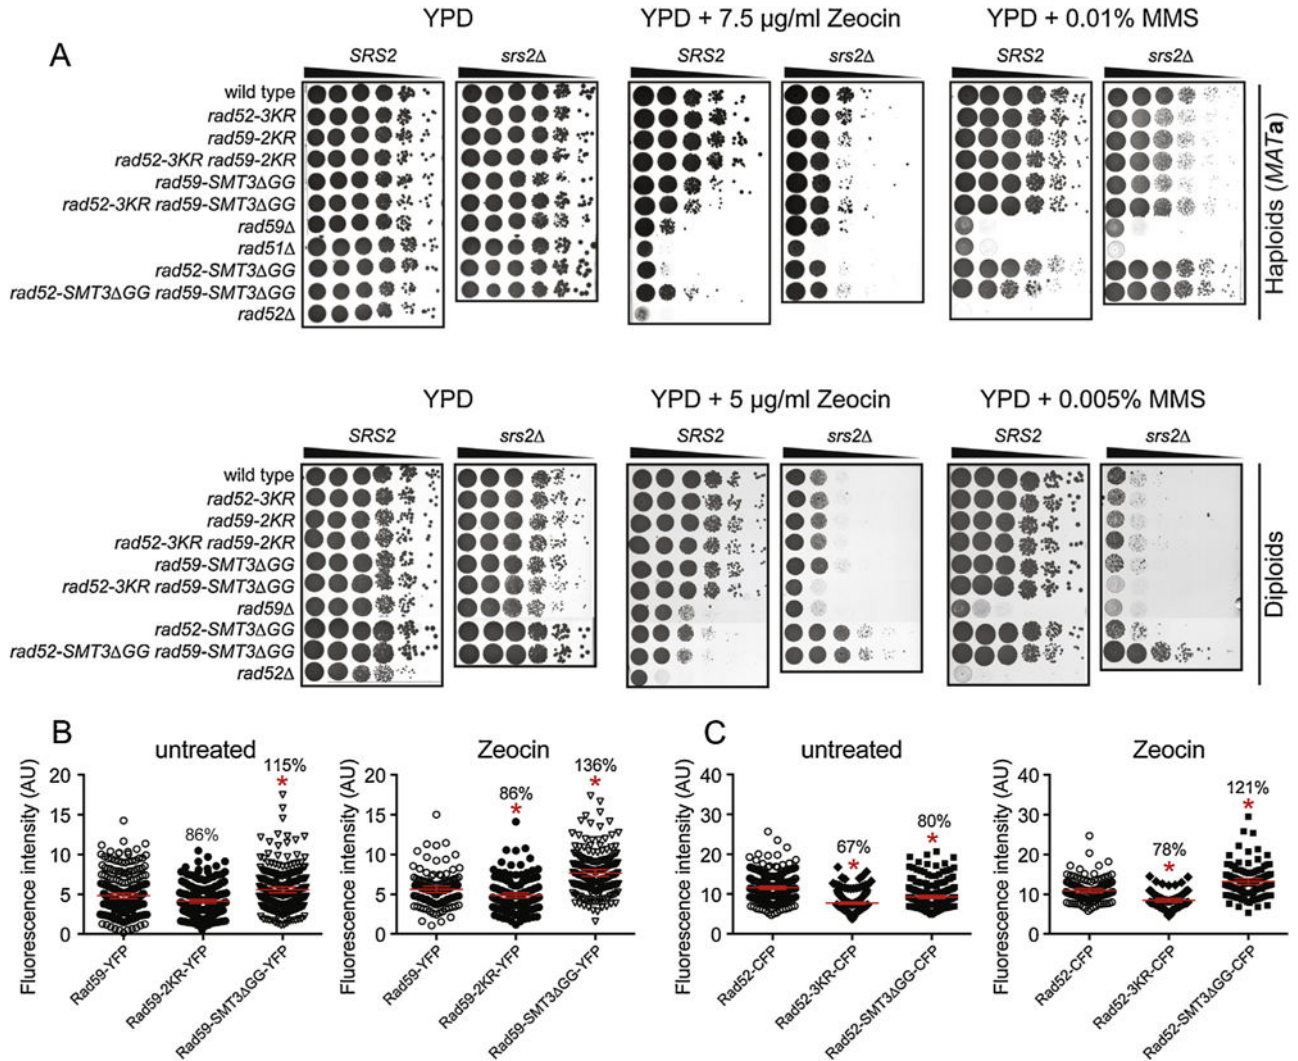 A
YPD
YPD + 7.5 µg/ml Zeocin
YPD + 0.01% MMS
SRS2
srs2Δ
SRS2
srs2Δ
SRS2
srs2Δ
wild type
rad52-3KR
rad59-2KR
rad52-3KR rad59-2KR
rad59-SMT3ΔGG
rad52-3KR rad59-SMT3ΔGG
rad59Δ
rad51Δ
rad52-SMT3ΔGG
rad52-SMT3ΔGG rad59-SMT3ΔGG
rad52Δ
Haploids (MATa)
YPD
YPD + 5 µg/ml Zeocin
YPD + 0.005% MMS
SRS2
srs2Δ
SRS2
srs2Δ
SRS2
srs2Δ
wild type
rad52-3KR
rad59-2KR
rad52-3KR rad59-2KR
rad59-SMT3ΔGG
rad52-3KR rad59-SMT3ΔGG
rad59Δ
rad52-SMT3ΔGG
rad52-SMT3ΔGG rad59-SMT3ΔGG
rad52Δ
Diploids
B
untreated
Fluorescence intensity (AU)
20
15
10
5
0
86%
115%
*
Rad59-YFP
Rad59-2KR-YFP
Rad59-SMT3ΔGG-YFP
Zeocin
Fluorescence intensity (AU)
20
15
10
5
0
86%
*
136%
*
Rad59-YFP
Rad59-2KR-YFP
Rad59-SMT3ΔGG-YFP
C
untreated
Fluorescence intensity (AU)
40
30
20
10
0
67%
*
80%
*
Rad52-CFP
Rad52-3KR-CFP
Rad52-SMT3ΔGG-CFP
Zeocin
Fluorescence intensity (AU)
40
30
20
10
0
78%
*
121%
*
Rad52-CFP
Rad52-3KR-CFP
Rad52-SMT3ΔGG-CFP